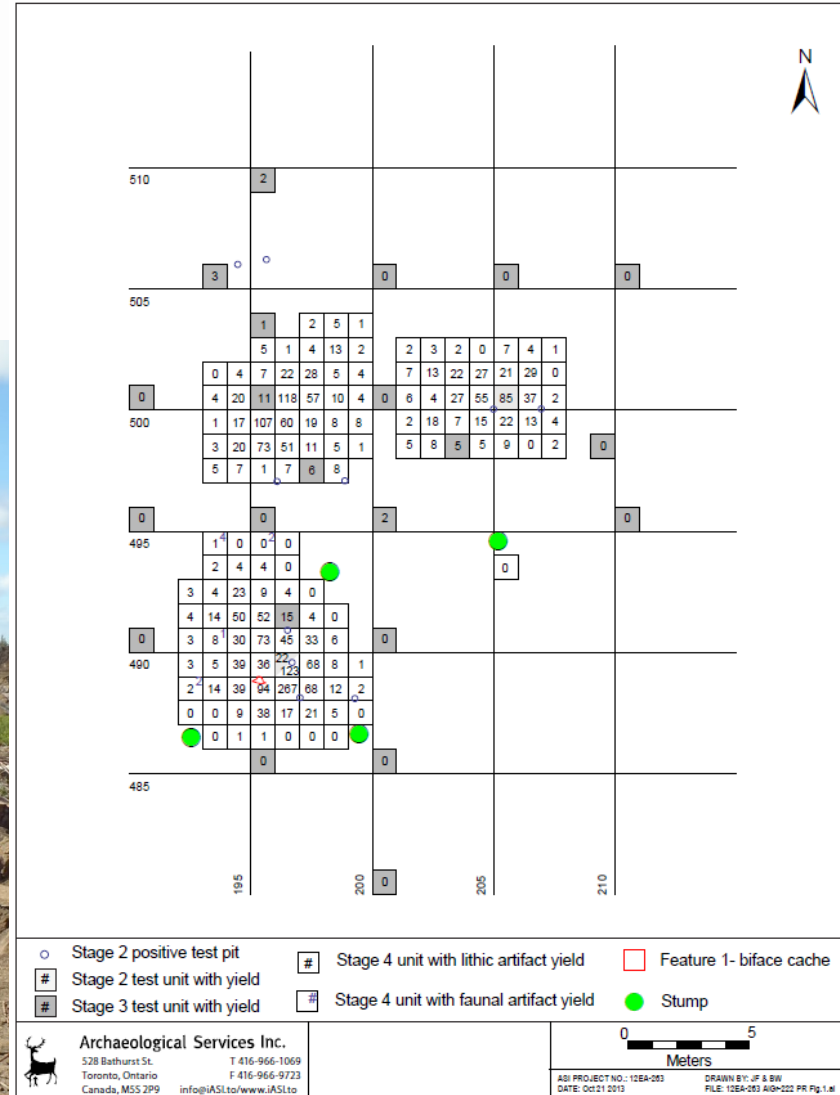 N
510
2
3 0 0 0
505
1 2 5 1
5 1 4 13 2 2 3 2 0 7 4 1
0 4 7 22 28 5 4 7 13 22 27 21 29 0
0 4 20 11 118 57 10 4 0 6 4 27 55 85 37 2
500 1 17 107 60 19 8 8 2 18 7 15 22 13 4
3 20 73 51 11 5 1 5 8 5 5 9 0 2 0
5 7 1 7 6 8
0 0 2 0
495 1 4 0 0 2 0
2 4 4 0 0
3 4 23 9 4 0
4 14 50 52 15 4 0
0 3 8 1 30 73 45 33 6 0
490 3 5 39 36 22 123 68 8 1
2 2 14 39 94 267 68 12 2
0 0 9 38 17 21 5 0
0 1 1 0 0 0
0 0
485
195 200 0 205 210
Stage 2 positive test pit
# Stage 2 test unit with yield
# Stage 3 test unit with yield
# Stage 4 unit with lithic artifact yield
# Stage 4 unit with faunal artifact yield
Feature 1- biface cache
Stump
Archaeological Services Inc.
528 Bathurst St. T 416-966-1069
Toronto, Ontario F 416-966-9723
Canada, M5S 2P9 info@iASI.to/www.iASI.to
0 5
Meters
ASI PROJECT NO.: 12EA-263 DRAWN BY: JF & BW
DATE: Oct 21 2013 FILE: 12EA-263 AlGt-222 PR Fig.1.ai